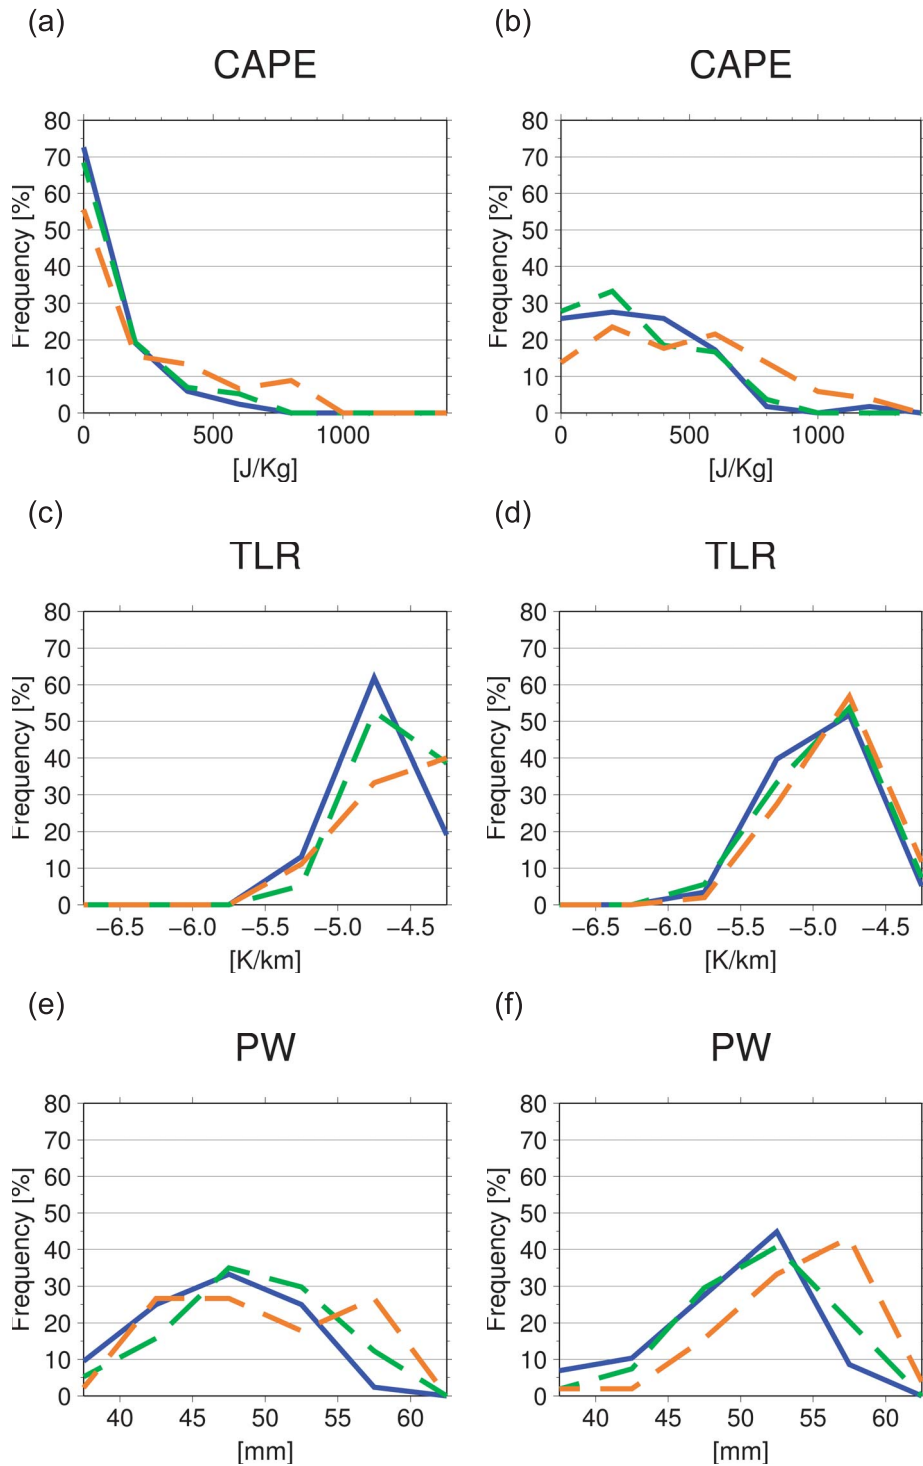 (a) (b)
CAPE CAPE
80 80
70 70
60 60
50 50
40 40
30 30
20 20
10 10
0 0
Frequency [%] Frequency [%]
0 500 1000 0 500 1000
[J/Kg] [J/Kg]
(c) (d)
TLR TLR
80 80
70 70
60 60
50 50
40 40
30 30
20 20
10 10
0 0
Frequency [%] Frequency [%]
−6.5 −6.0 −5.5 −5.0 −4.5 −6.5 −6.0 −5.5 −5.0 −4.5
[K/km] [K/km]
(e) (f)
PW PW
80 80
70 70
60 60
50 50
40 40
30 30
20 20
10 10
0 0
Frequency [%] Frequency [%]
40 45 50 55 60 40 45 50 55 60
[mm] [mm]